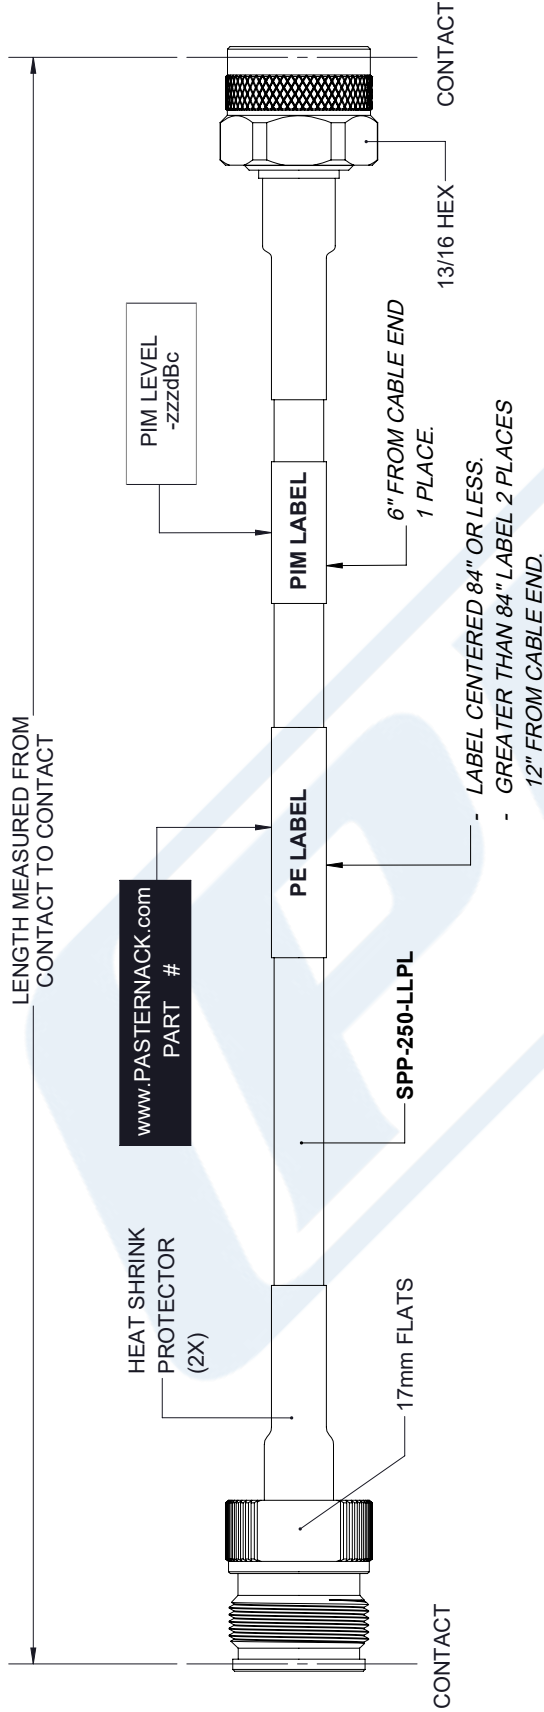 LENGTH MEASURED FROM
CONTACT TO CONTACT
www.PASTERNACK.com
PART #
PIM LEVEL
-zzzdBc
HEAT SHRINK
PROTECTOR
(2X)
PE LABEL
PIM LABEL
SPP-250-LLPL
17mm FLATS
6" FROM CABLE END
1 PLACE.
13/16 HEX
CONTACT
CONTACT
- LABEL CENTERED 84" OR LESS.
- GREATER THAN 84" LABEL 2 PLACES
12" FROM CABLE END.